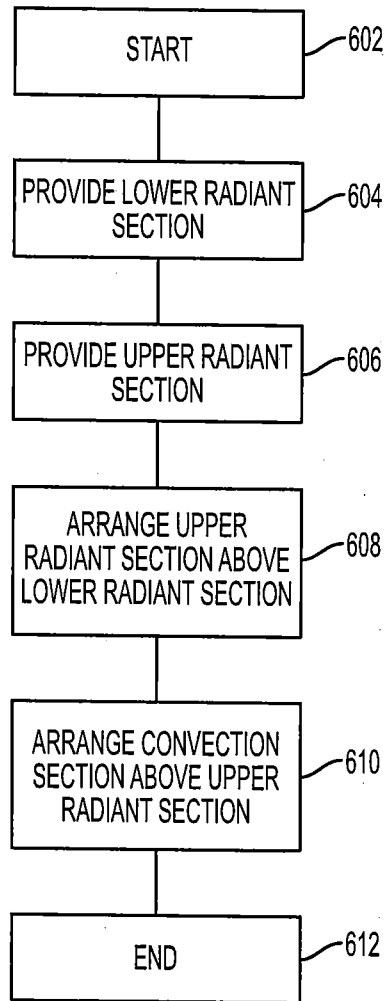 START
602
PROVIDE LOWER RADIANT
SECTION
604
PROVIDE UPPER RADIANT
SECTION
606
ARRANGE UPPER
RADIANT SECTION ABOVE
LOWER RADIANT SECTION
608
ARRANGE CONVECTION
SECTION ABOVE UPPER
RADIANT SECTION
610
END
612